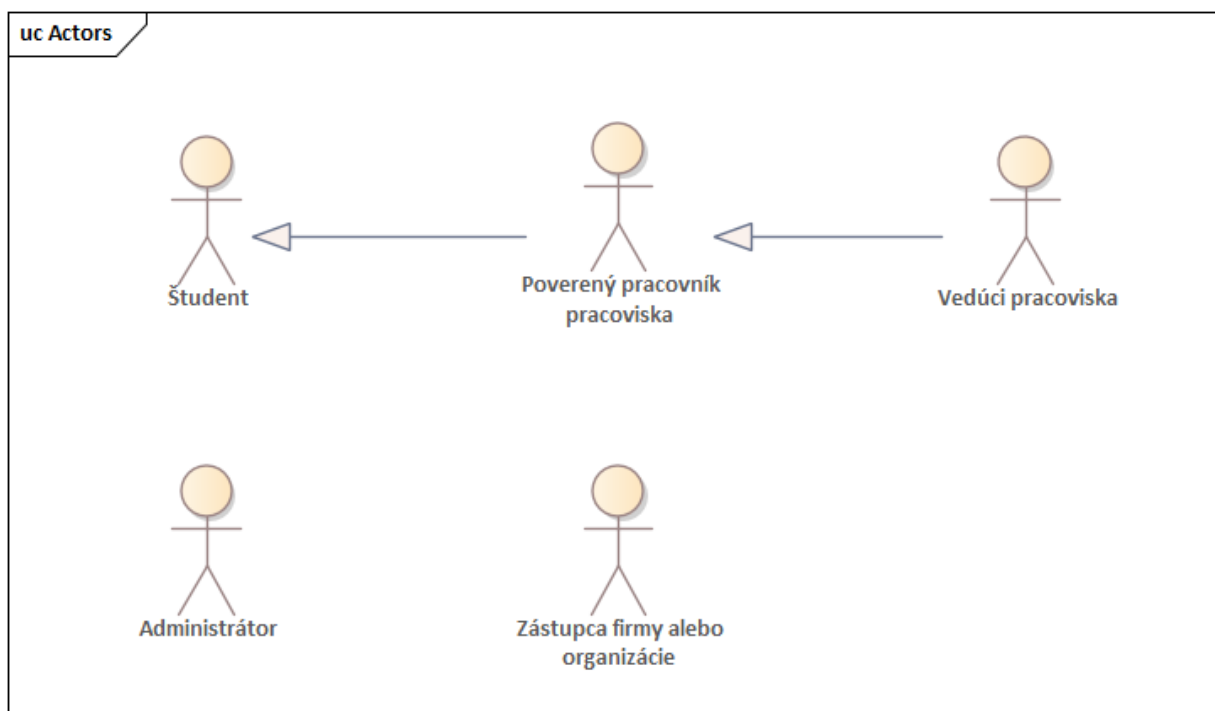 uc Actors
Študent
Poverený pracovník
pracoviska
Vedúci pracoviska
Administrátor
Zástupca firmy alebo
organizácie